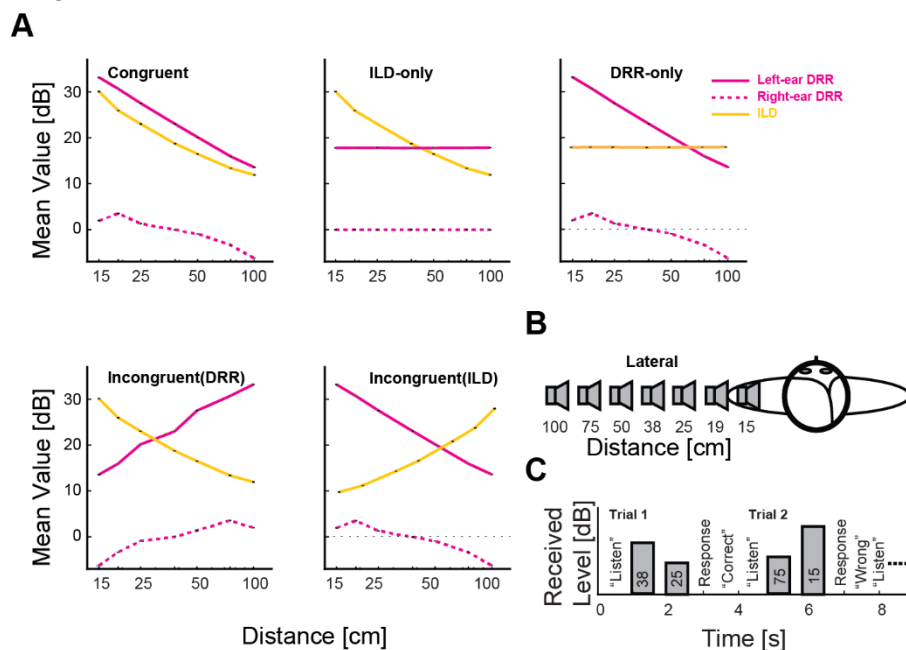 A
Congruent
ILD-only
DRR-only
Left-ear DRR
Right-ear DRR
ILD
Mean Value [dB]
30
20
10
0
15 25 50 100
15 25 50 100
15 25 50 100
Incongruent(DRR)
Incongruent(ILD)
Mean Value [dB]
30
20
10
0
15 25 50 100
15 25 50 100
Distance [cm]
B
Lateral
100 75 50 38 25 19 15
Distance [cm]
C
Received
Level [dB]
Trial 1
Trial 2
"Listen"
38
25
Response
"Correct"
"Listen"
75
15
Response
"Wrong"
"Listen"
0 2 4 6 8
Time [s]